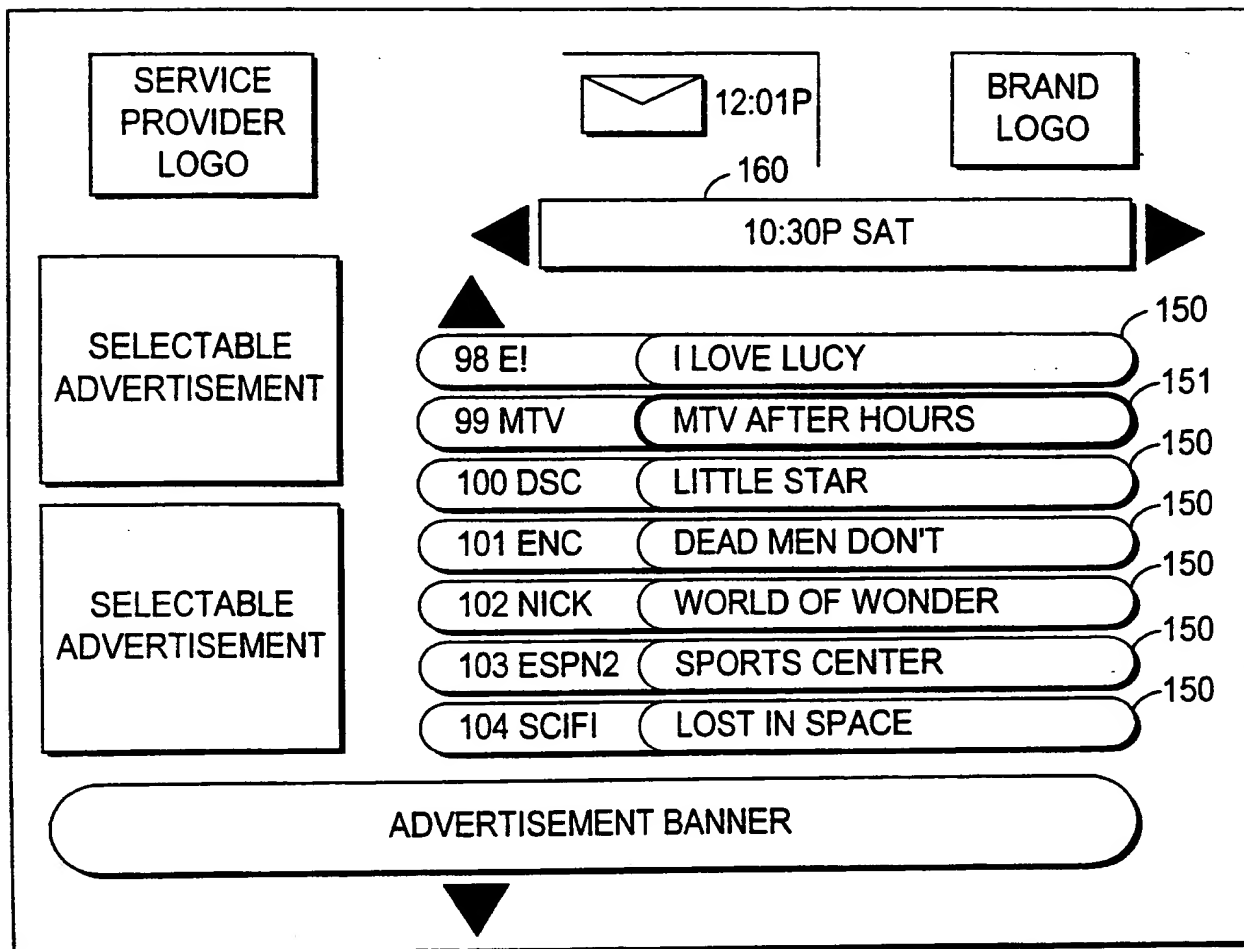 SERVICE
PROVIDER
LOGO
12:01P
BRAND
LOGO
160
10:30P SAT
SELECTABLE
ADVERTISEMENT
SELECTABLE
ADVERTISEMENT
150
98 E! I LOVE LUCY
151
99 MTV MTV AFTER HOURS
150
100 DSC LITTLE STAR
150
101 ENC DEAD MEN DON'T
150
102 NICK WORLD OF WONDER
150
103 ESPN2 SPORTS CENTER
150
104 SCIFI LOST IN SPACE
ADVERTISEMENT BANNER